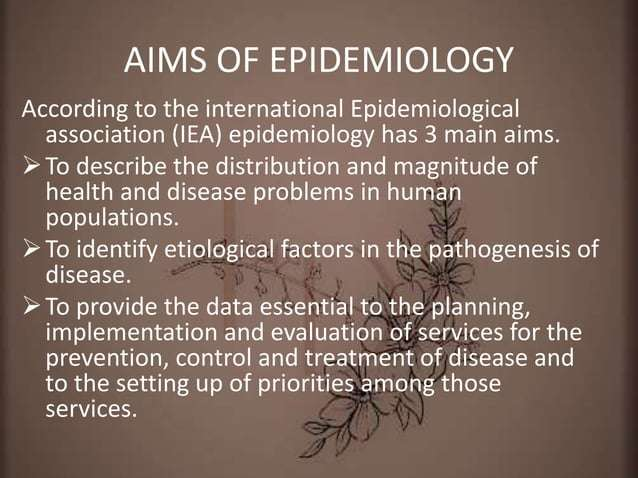 AIMS OF EPIDEMIOLOGY
According to the international Epidemiological
association (IEA) epidemiology has 3 main aims.
➢To describe the distribution and magnitude of
health and disease problems in human
populations.
➢To identify etiological factors in the pathogenesis of
disease.
➢To provide the data essential to the planning,
implementation and evaluation of services for the
prevention, control and treatment of disease and
to the setting up of priorities among those
services.